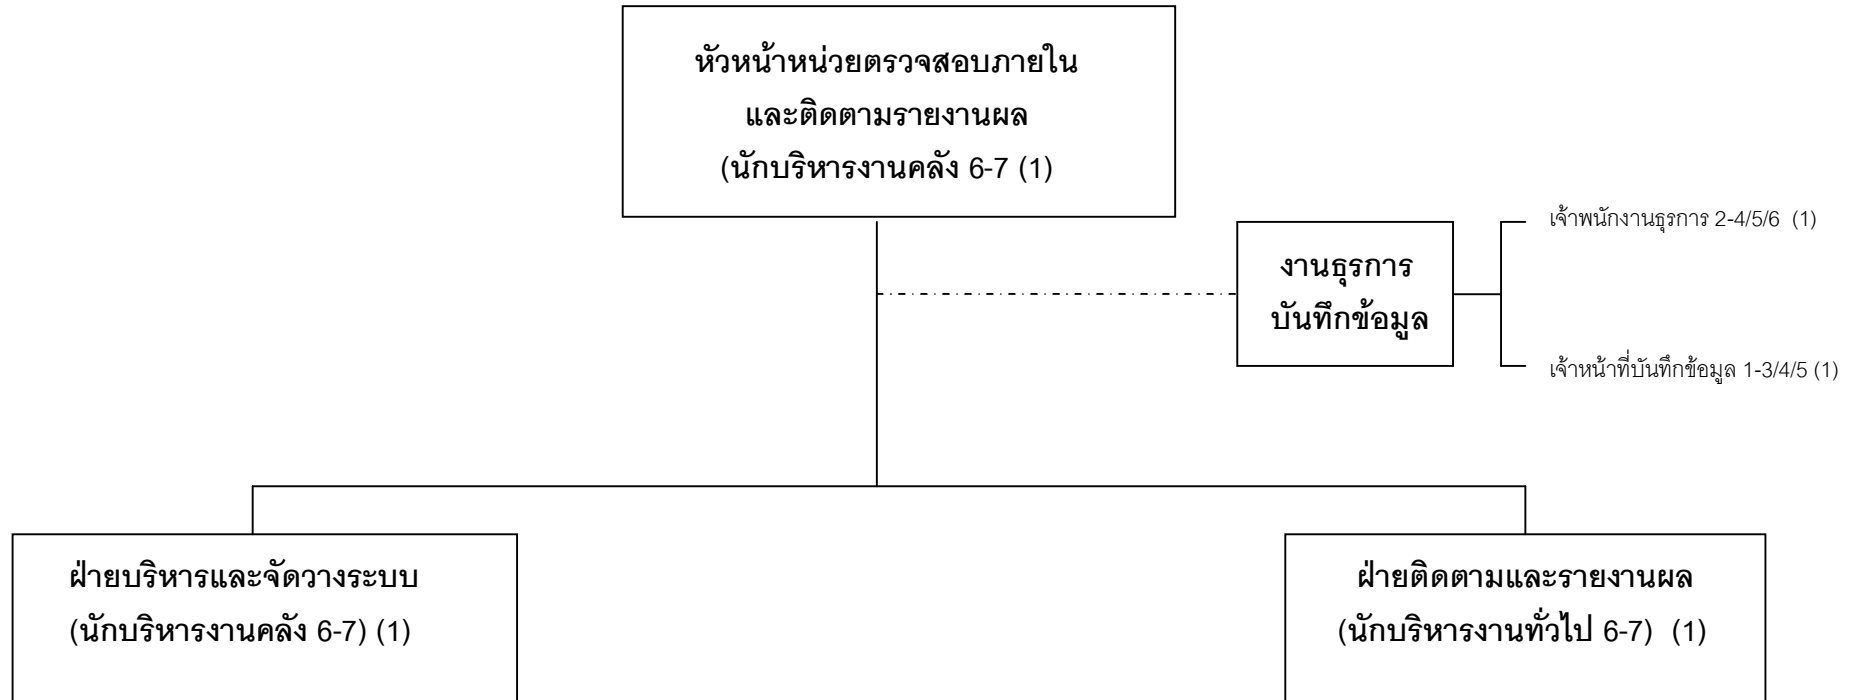 หัวหน้าหน่วยตรวจสอบภายใน
และติดตามรายงานผล
(นักบริหารงานคลัง 6-7 (1)
งานธุรการ
บันทึกข้อมูล
เจ้าพนักงานธุรการ 2-4/5/6 (1)
เจ้าหน้าที่บันทึกข้อมูล 1-3/4/5 (1)
ฝ่ายบริหารและจัดวางระบบ
(นักบริหารงานคลัง 6-7) (1)
ฝ่ายติดตามและรายงานผล
(นักบริหารงานทั่วไป 6-7) (1)